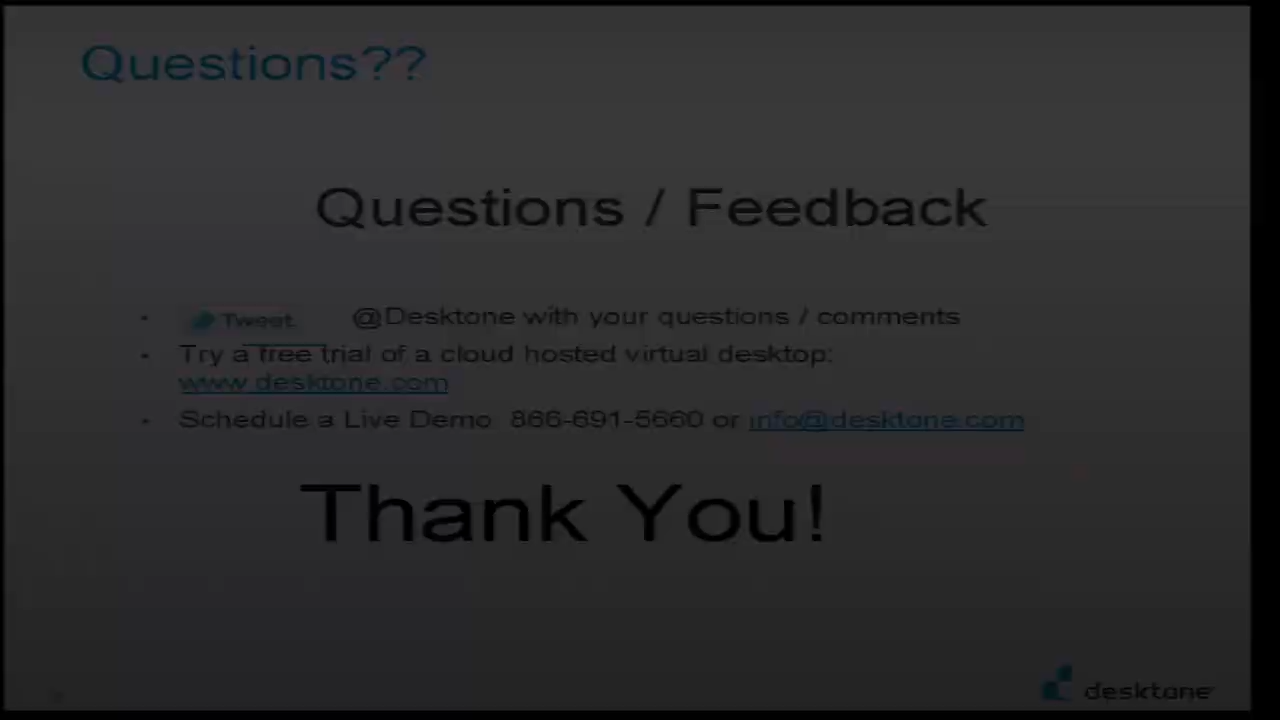 Questions??
Questions / Feedback
• Tweet @Desktone with your questions / comments
• Try a free trial of a cloud hosted virtual desktop:
www.desktone.com
• Schedule a Live Demo 866-691-5660 or info@desktone.com
Thank You!
desktone